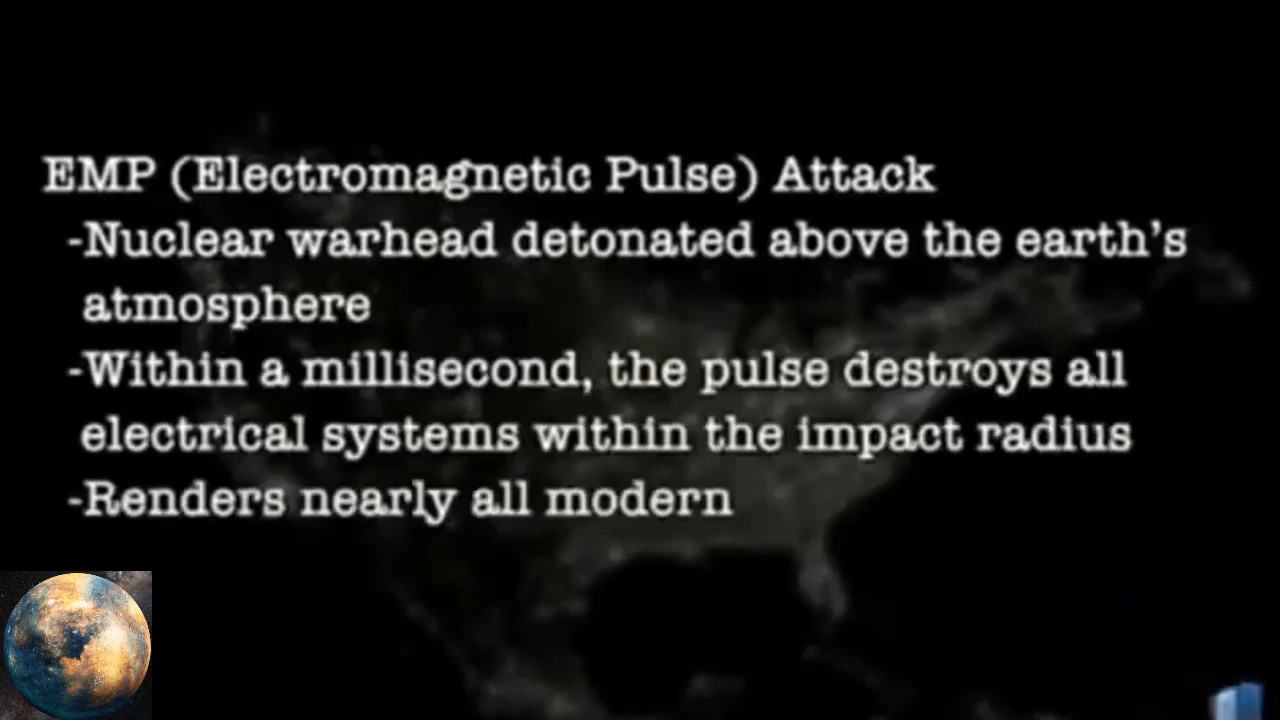 EMP (Electromagnetic Pulse) Attack
-Nuclear warhead detonated above the earth's
atmosphere
-Within a millisecond, the pulse destroys all
electrical systems within the impact radius
-Renders nearly all modern